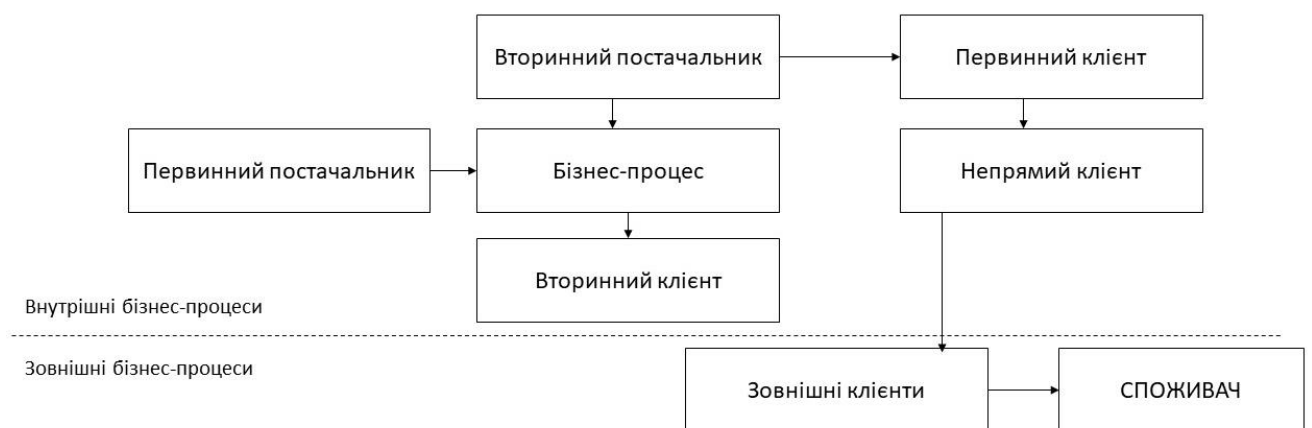 Вторинний постачальник
Первинний клієнт
Первинний постачальник
Бізнес-процес
Непрямий клієнт
Вторинний клієнт
Внутрішні бізнес-процеси
Зовнішні бізнес-процеси
Зовнішні клієнти
СПОЖИВАЧ